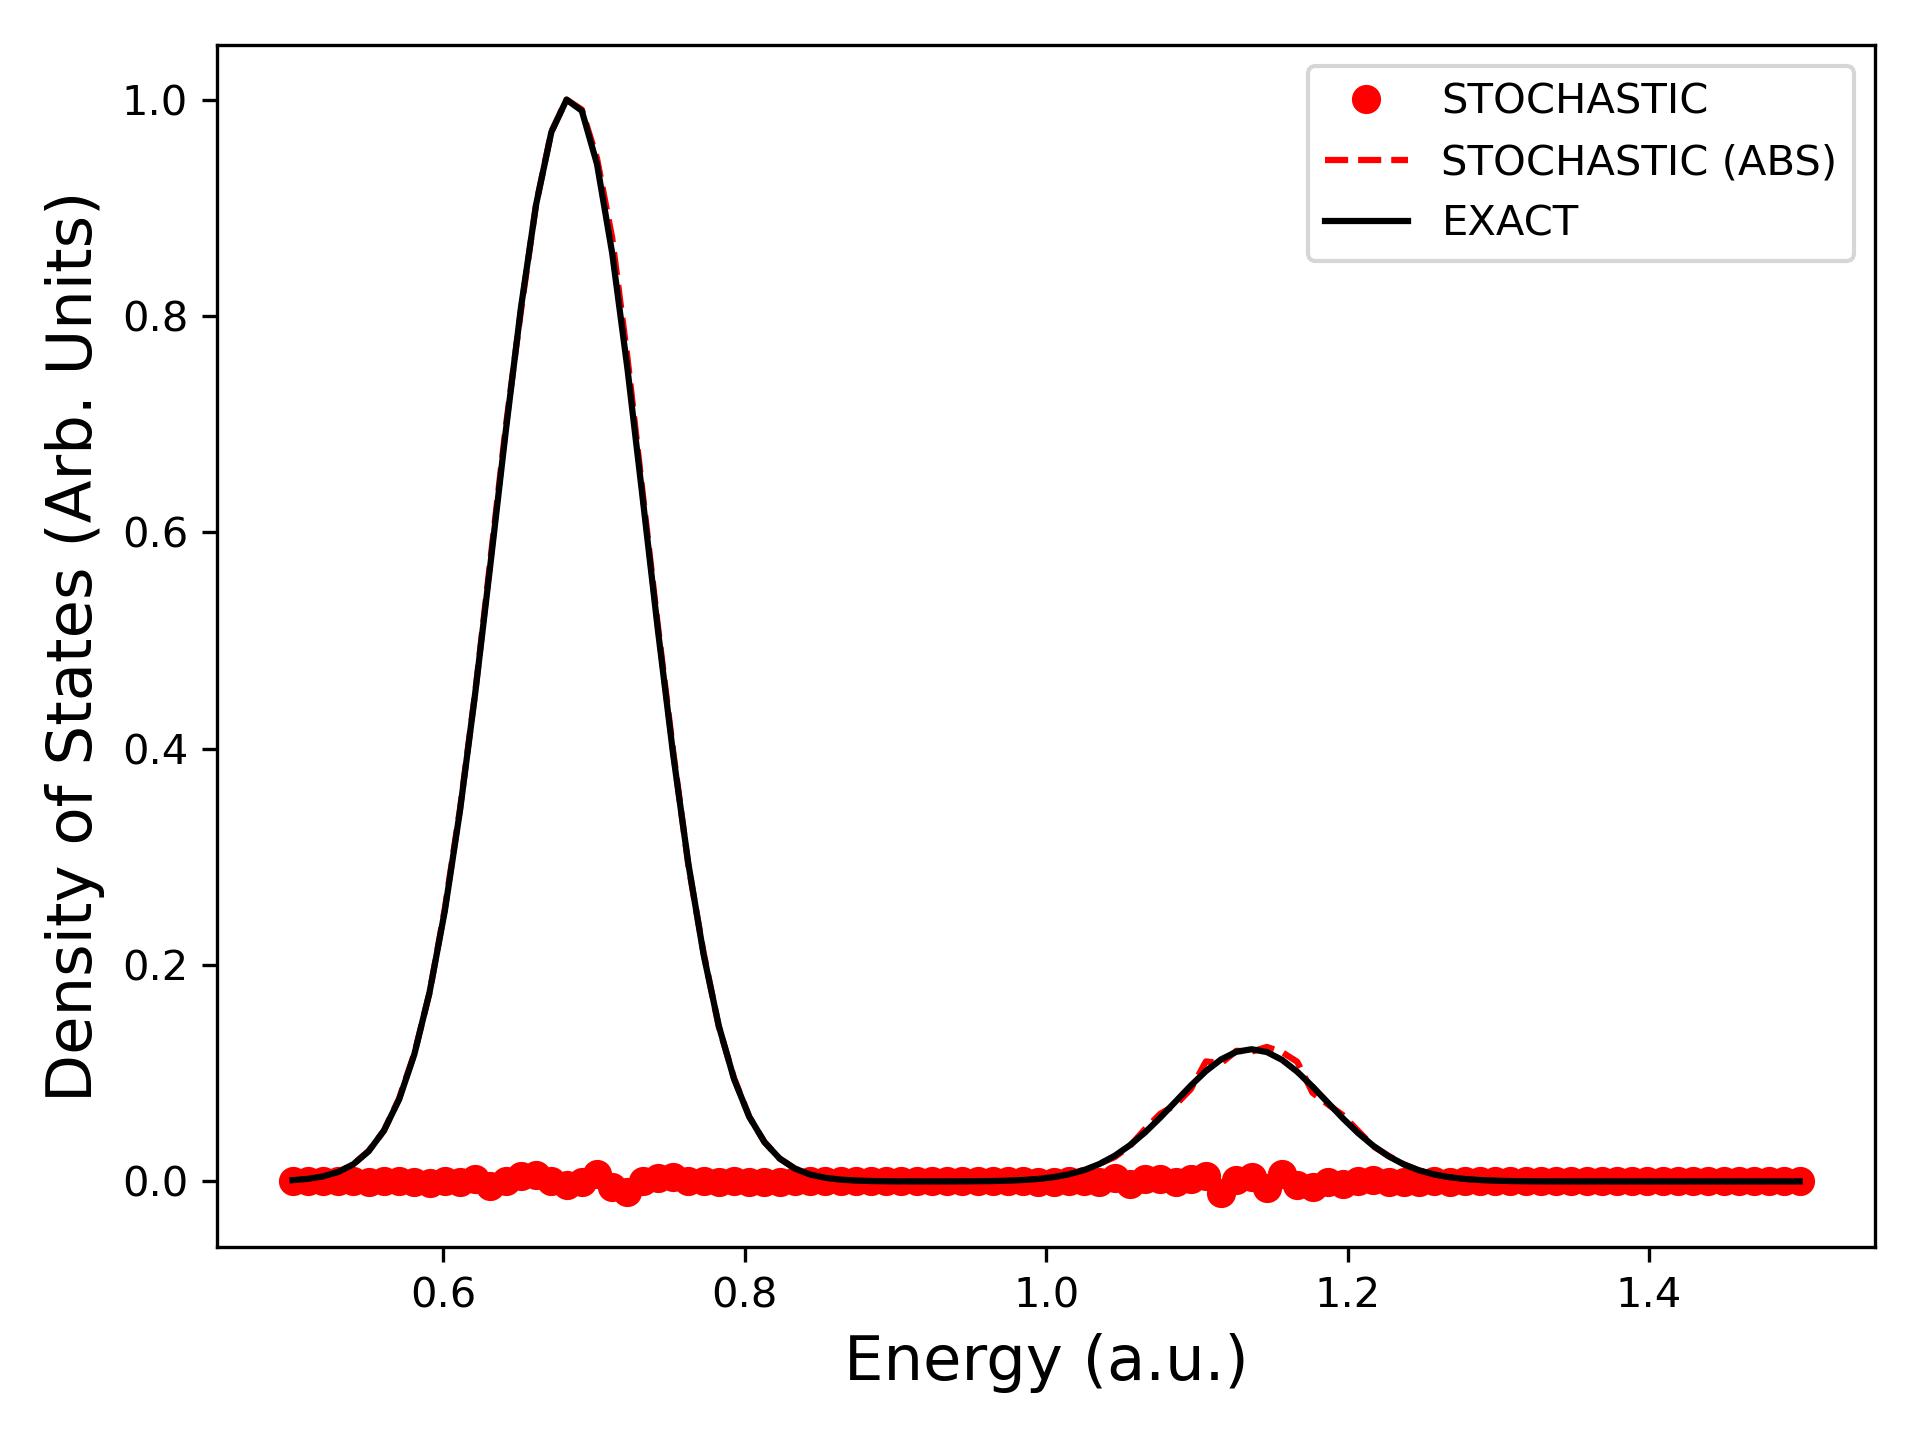 STOCHASTIC
STOCHASTIC (ABS)
EXACT
Density of States (Arb. Units)
1.0
0.8
0.6
0.4
0.2
0.0
0.6 0.8 1.0 1.2 1.4
Energy (a.u.)